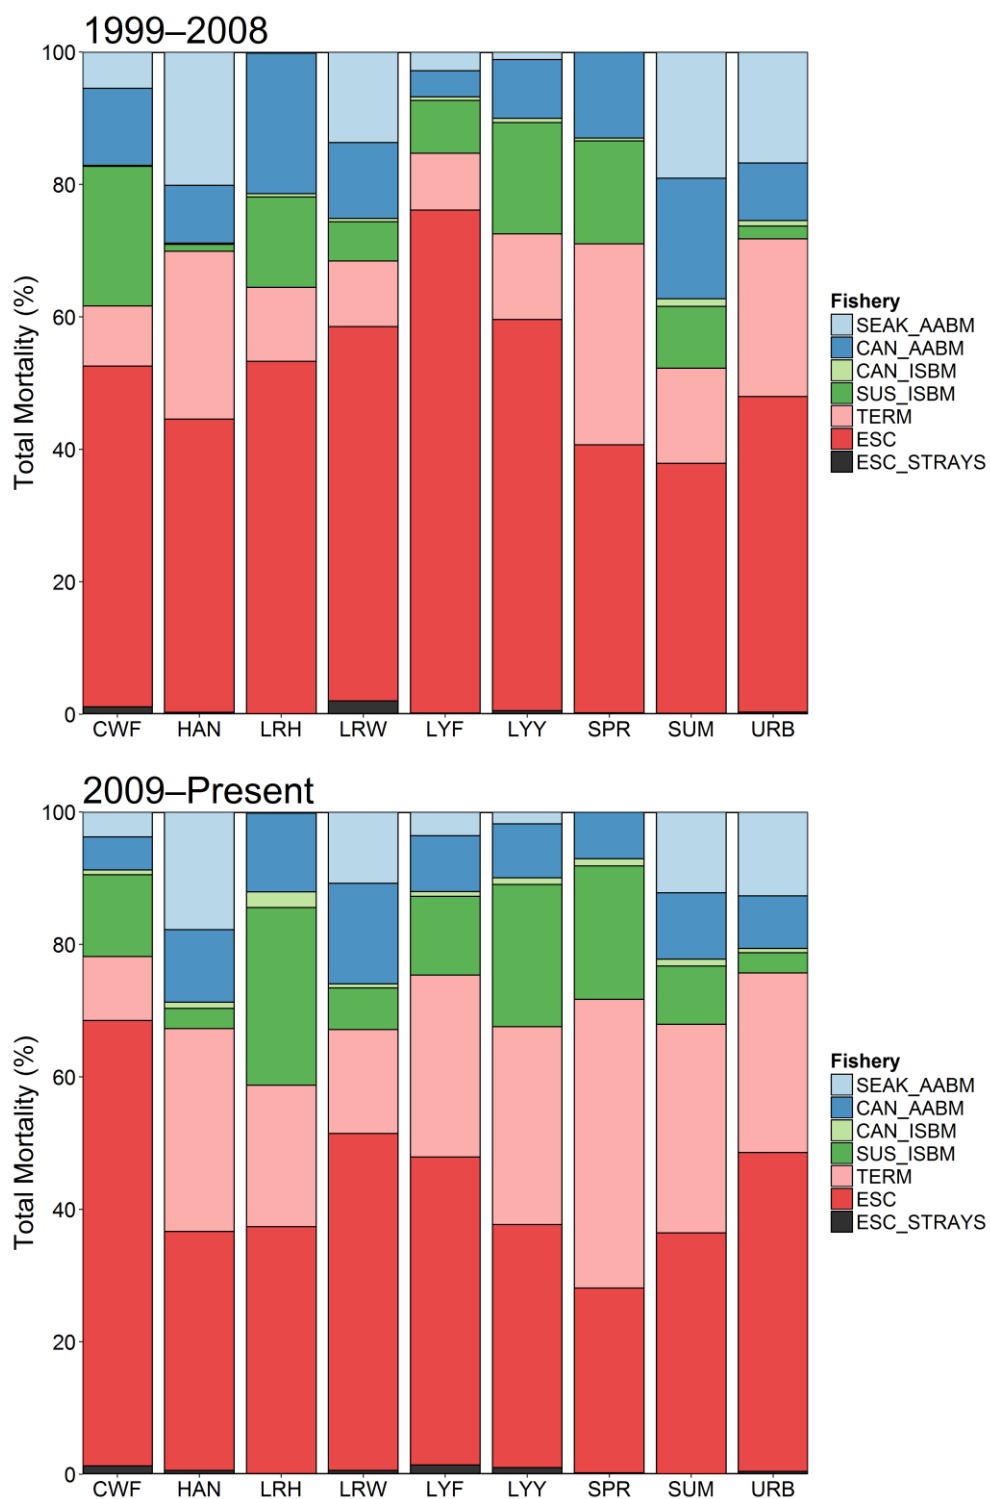 1999–2008
100
80
60
40
20
0
Total Mortality (%)
CWF HAN LRH LRW LYF LYY SPR SUM URB
Fishery
SEAK_AABM
CAN_AABM
CAN_ISBM
SUS_ISBM
TERM
ESC
ESC_STRAYS
2009–Present
100
80
60
40
20
0
Total Mortality (%)
CWF HAN LRH LRW LYF LYY SPR SUM URB
Fishery
SEAK_AABM
CAN_AABM
CAN_ISBM
SUS_ISBM
TERM
ESC
ESC_STRAYS